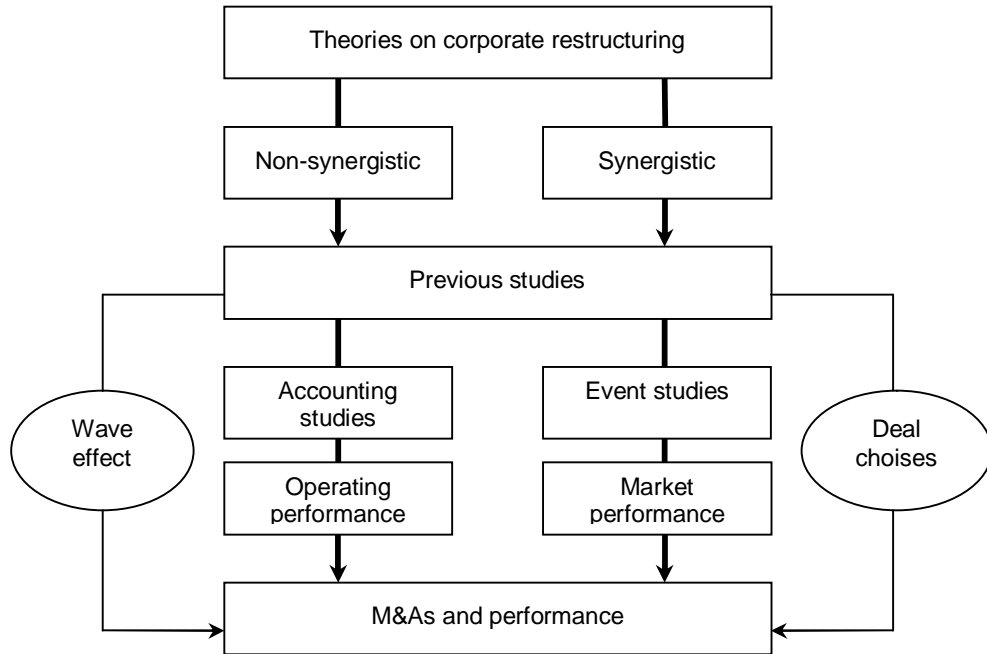 Theories on corporate restructuring
Non-synergistic
Synergistic
Previous studies
Accounting
studies
Event studies
Wave
effect
Deal
choises
Operating
performance
Market
performance
M&As and performance